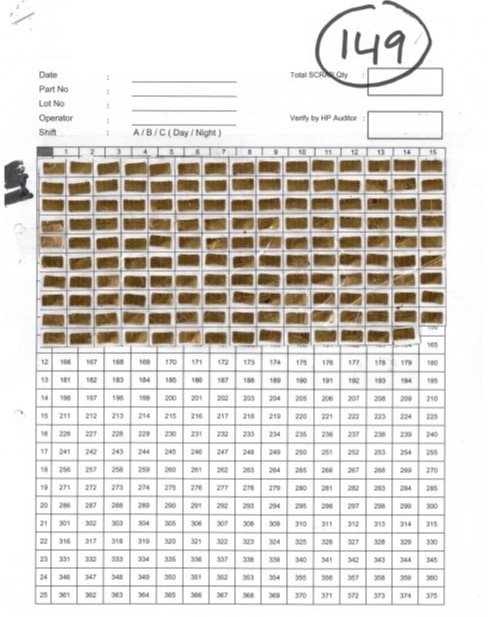 149
Date :
Total SCRAP Qty :
Part No :
Lot No :
Operator :
Verify by HP Auditor :
Shift : A / B / C ( Day / Night )
1 2 3 4 5 6 7 8 9 10 11 12 13 14 15
165
12 166 167 168 169 170 171 172 173 174 175 176 177 178 179 180
13 181 182 183 184 185 186 187 188 189 190 191 192 193 194 195
14 196 197 198 199 200 201 202 203 204 205 206 207 208 209 210
15 211 212 213 214 215 216 217 218 219 220 221 222 223 224 225
16 226 227 228 229 230 231 232 233 234 235 236 237 238 239 240
17 241 242 243 244 245 246 247 248 249 250 251 252 253 254 255
18 256 257 258 259 260 261 262 263 264 265 266 267 268 269 270
19 271 272 273 274 275 276 277 278 279 280 281 282 283 284 285
20 286 287 288 289 290 291 292 293 294 295 296 297 298 299 300
21 301 302 303 304 305 306 307 308 309 310 311 312 313 314 315
22 316 317 318 319 320 321 322 323 324 325 326 327 328 329 330
23 331 332 333 334 335 336 337 338 339 340 341 342 343 344 345
24 346 347 348 349 350 351 352 353 354 355 356 357 358 359 360
25 361 362 363 364 365 366 367 368 369 370 371 372 373 374 375